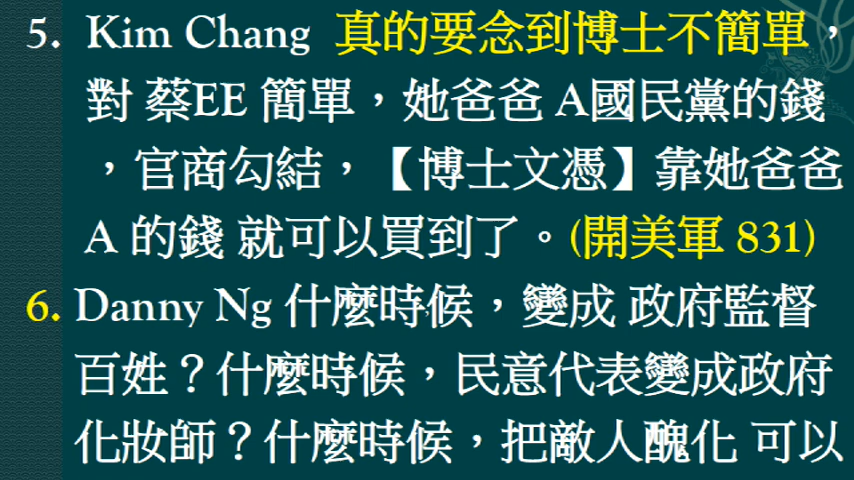 5. Kim Chang 真的要念到博士不簡單，
對 蔡EE 簡單，她爸爸 A國民黨的錢
，官商勾結，【博士文憑】靠她爸爸
A 的錢 就可以買到了。(開美軍 831)
6. Danny Ng 什麼時候，變成 政府監督
百姓？什麼時候，民意代表變成政府
化妝師？什麼時候，把敵人醜化 可以